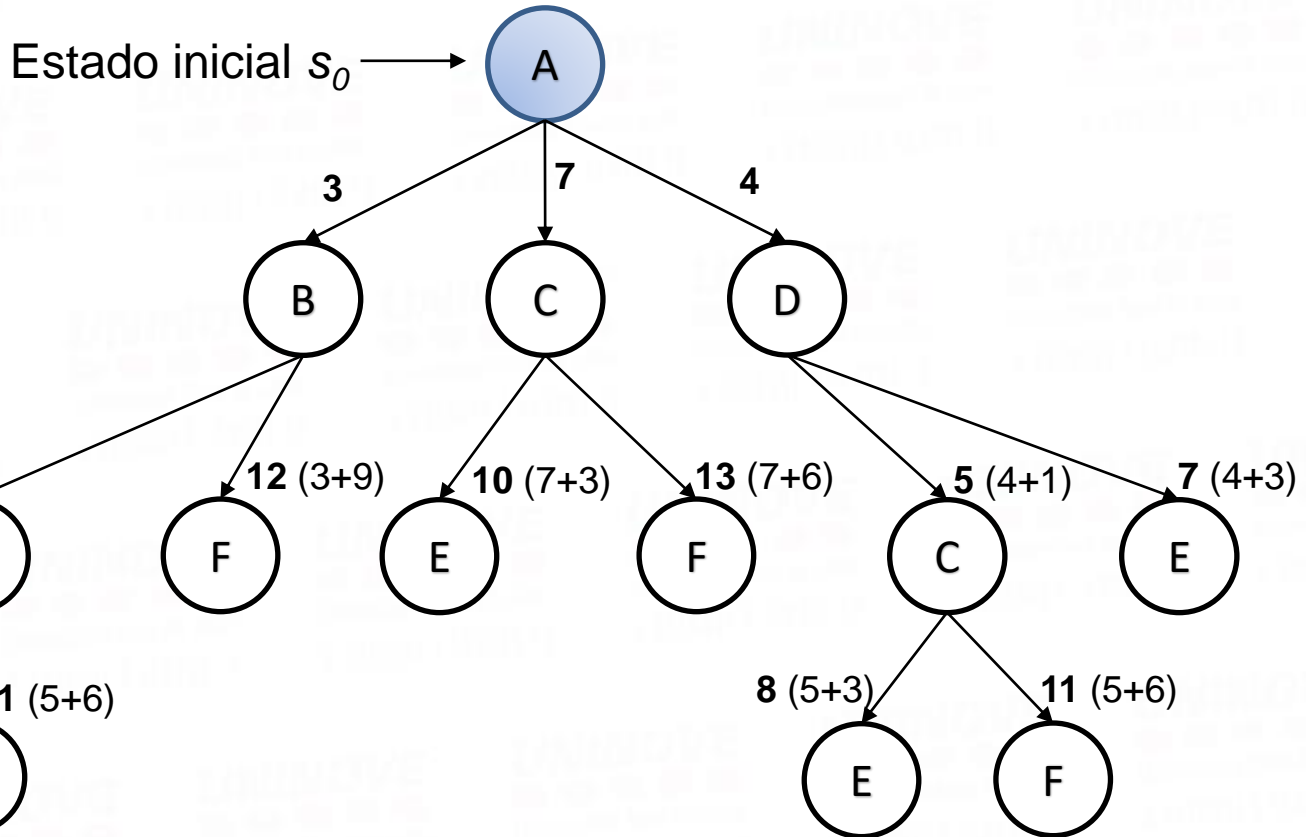 Estado inicial s0
A
3
7
4
B
C
D
12 (3+9)
10 (7+3)
13 (7+6)
5 (4+1)
7 (4+3)
F
E
F
C
E
1 (5+6)
8 (5+3)
11 (5+6)
E
F